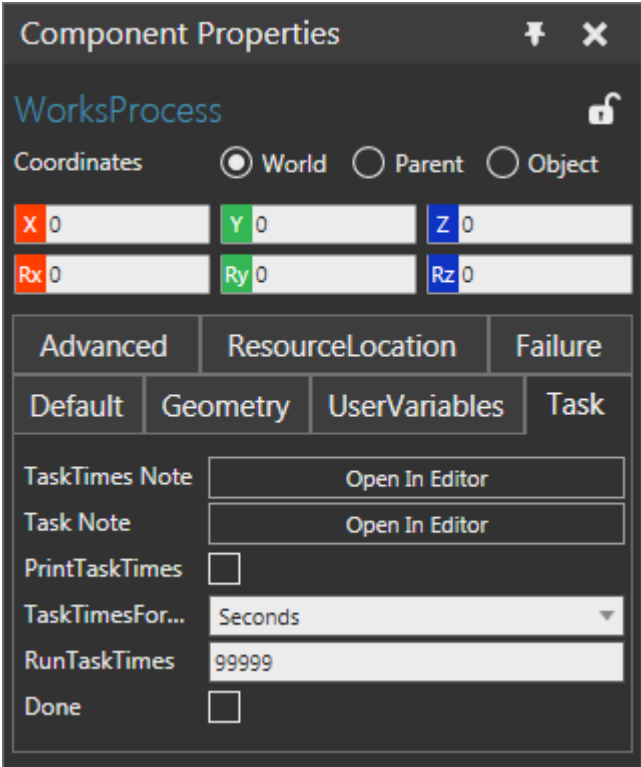 Component Properties
WorksProcess
Coordinates World Parent Object
X 0 Y 0 Z 0
Rx 0 Ry 0 Rz 0
Advanced ResourceLocation Failure
Default Geometry UserVariables Task
TaskTimes Note Open In Editor
Task Note Open In Editor
PrintTaskTimes
TaskTimesFor... Seconds
RunTaskTimes 99999
Done